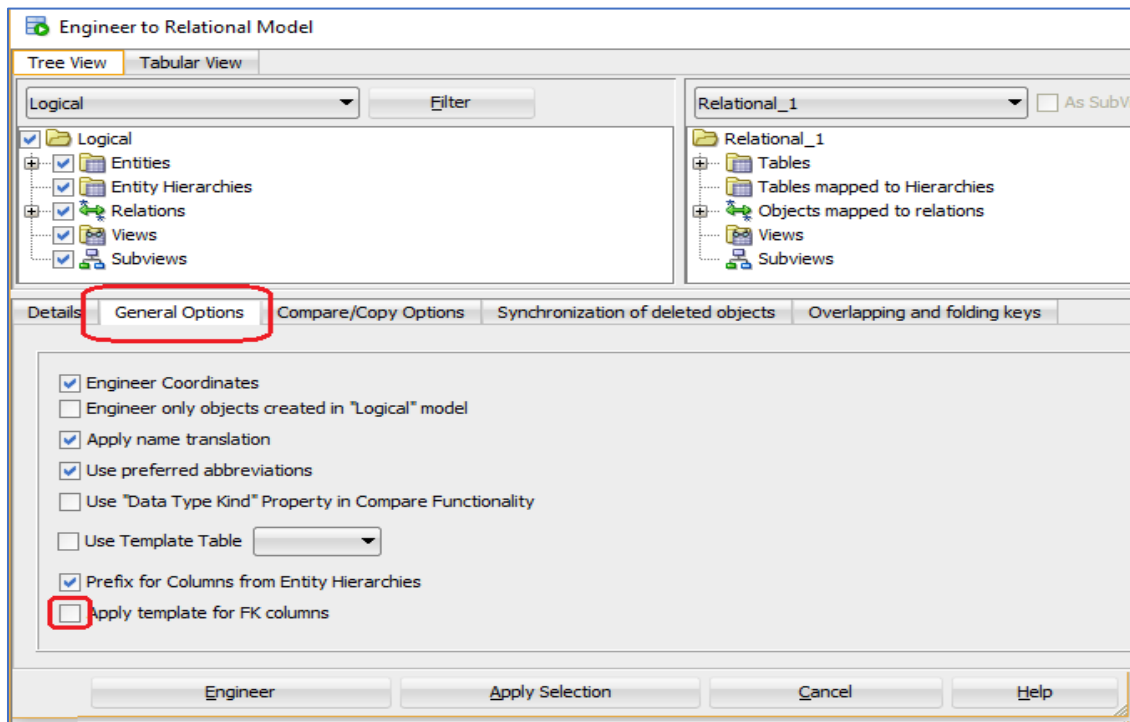 Engineer to Relational Model
Tree View Tabular View
Logical Filter Relational_1 As SubV
Logical Relational_1
Entities Tables
Entity Hierarchies Tables mapped to Hierarchies
Relations Objects mapped to relations
Views Views
Subviews Subviews
Details General Options Compare/Copy Options Synchronization of deleted objects Overlapping and folding keys
Engineer Coordinates
Engineer only objects created in "Logical" model
Apply name translation
Use preferred abbreviations
Use "Data Type Kind" Property in Compare Functionality
Use Template Table
Prefix for Columns from Entity Hierarchies
Apply template for FK columns
Engineer Apply Selection Cancel Help